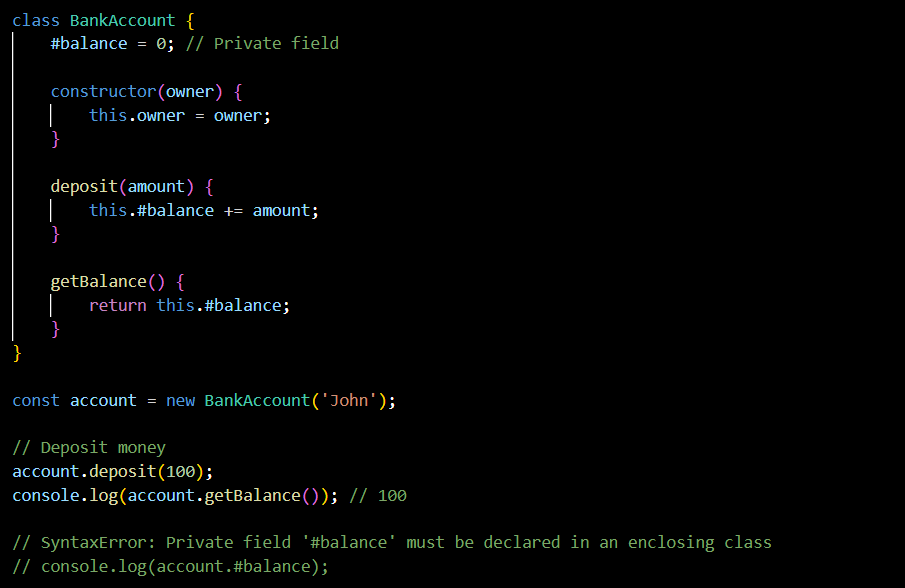 class BankAccount {
    #balance = 0; // Private field

    constructor(owner) {
        this.owner = owner;
    }

    deposit(amount) {
        this.#balance += amount;
    }

    getBalance() {
        return this.#balance;
    }
}

const account = new BankAccount('John');

// Deposit money
account.deposit(100);
console.log(account.getBalance()); // 100

// SyntaxError: Private field '#balance' must be declared in an enclosing class
// console.log(account.#balance);